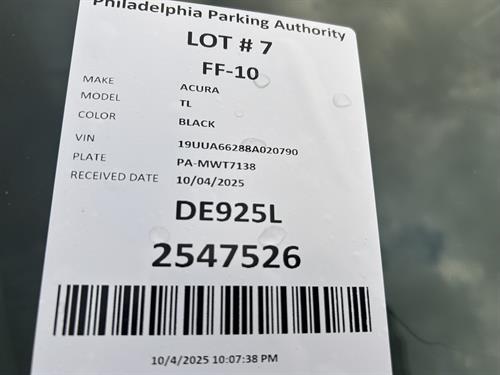 Philadelphia Parking Authority
LOT # 7
FF-10
MAKE ACURA
MODEL TL
COLOR BLACK
VIN 19UUA66288A020790
PLATE PA-MWT7138
RECEIVED DATE 10/04/2025
DE925L
2547526
10/4/2025 10:07:38 PM